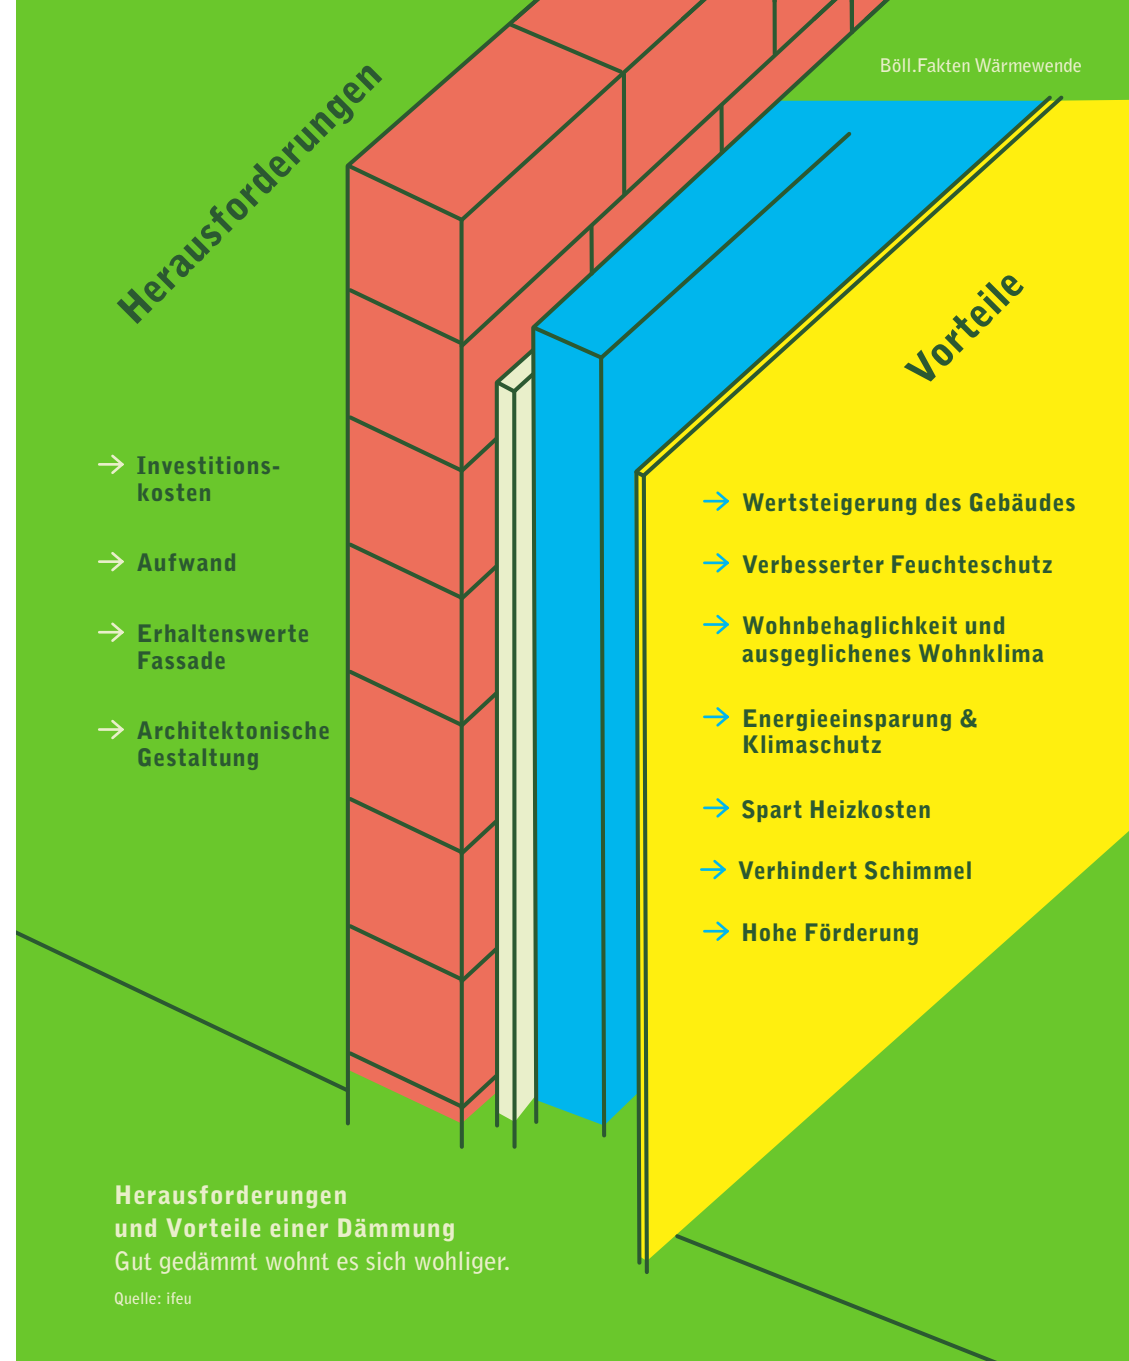 Böll.Fakten Wärmewende
Herausforderungen
Investitions-
kosten
Aufwand
Erhaltenswerte
Fassade
Architektonische
Gestaltung
Vorteile
Wertsteigerung des Gebäudes
Verbesserter Feuchteschutz
Wohnbehaglichkeit und
ausgeglichenes Wohnklima
Energieeinsparung &
Klimaschutz
Spart Heizkosten
Verhindert Schimmel
Hohe Förderung
Herausforderungen
und Vorteile einer Dämmung
Gut gedämmt wohnt es sich wohliger.
Quelle: ifeu